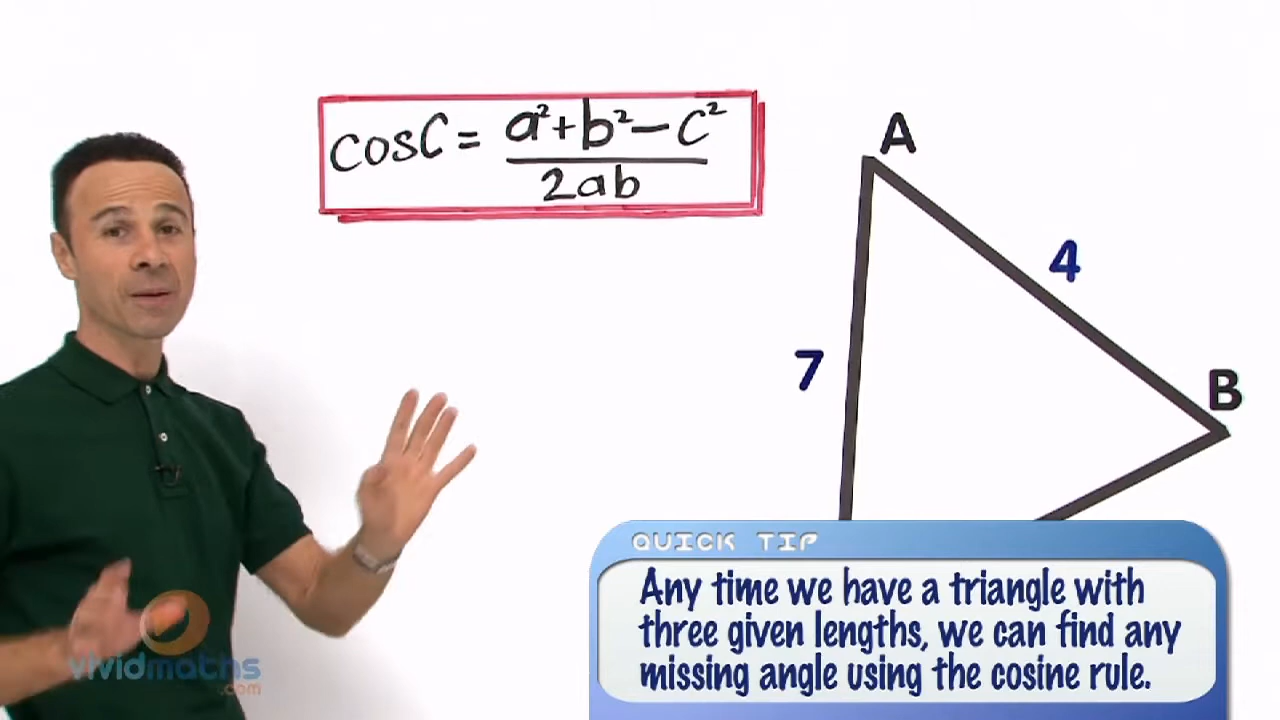 cosC = a²+b²−c²
2ab
A
4
7
B
QUICK TIP
Any time we have a triangle with
three given lengths, we can find any
missing angle using the cosine rule.
vividmaths
.com